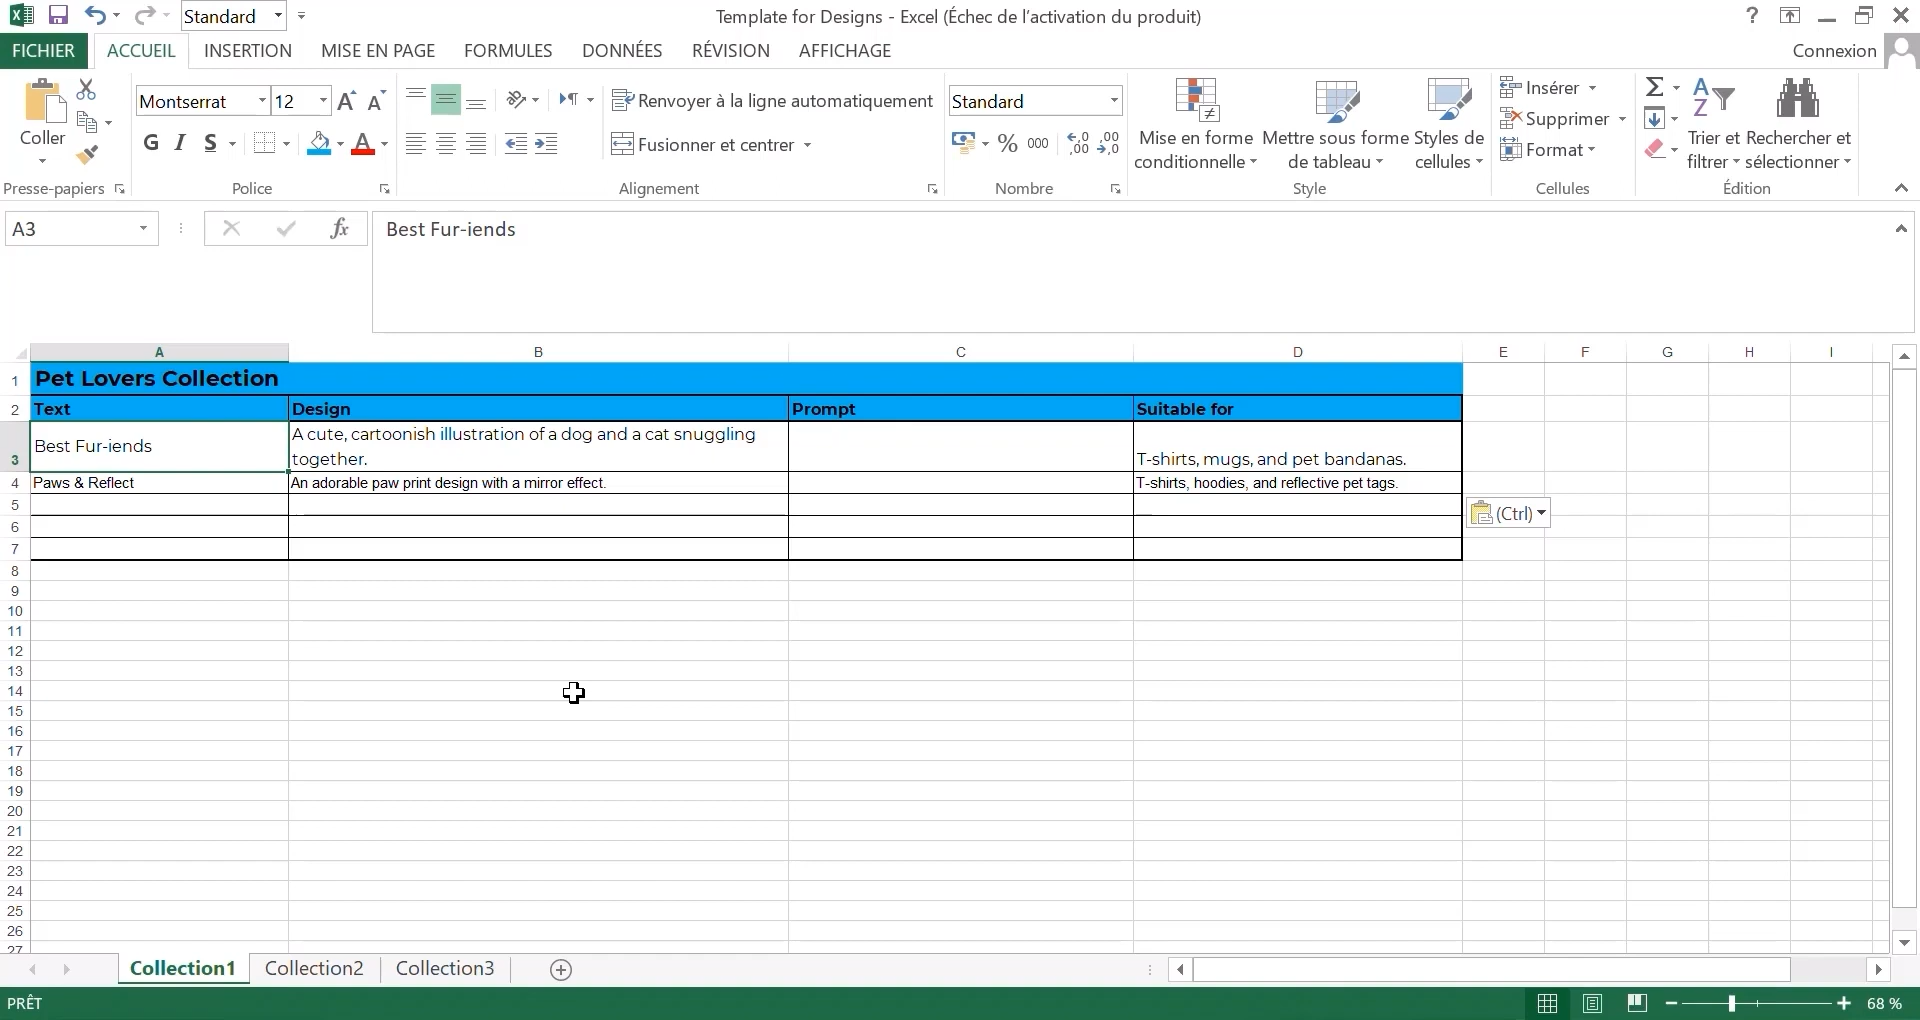 Standard
Template for Designs - Excel (Échec de l'activation du produit)
?
FICHIER ACCUEIL INSERTION MISE EN PAGE FORMULES DONNÉES RÉVISION AFFICHAGE Connexion
Coller
Presse-papiers
Montserrat 12 A A
G I S A
Police
Renvoyer à la ligne automatiquement
Fusionner et centrer
Alignement
Standard
% 000 ,0 ,00 ,00 ,0
Nombre
Mise en forme
conditionnelle
Mettre sous forme
de tableau
Styles de
cellules
Style
Insérer
Supprimer
Format
Cellules
Σ
A
Z
Trier et
filtrer
Rechercher et
sélectionner
Édition
A3 fx Best Fur-iends
A B C D E F G H I
1 Pet Lovers Collection
2 Text Design Prompt Suitable for
3 Best Fur-iends A cute, cartoonish illustration of a dog and a cat snuggling
together. T-shirts, mugs, and pet bandanas.
4 Paws & Reflect An adorable paw print design with a mirror effect. T-shirts, hoodies, and reflective pet tags.
5
(Ctrl)
6
7
8
9
10
11
12
13
14
15
16
17
18
19
20
21
22
23
24
25
26
27
Collection1 Collection2 Collection3
PRÊT 68 %